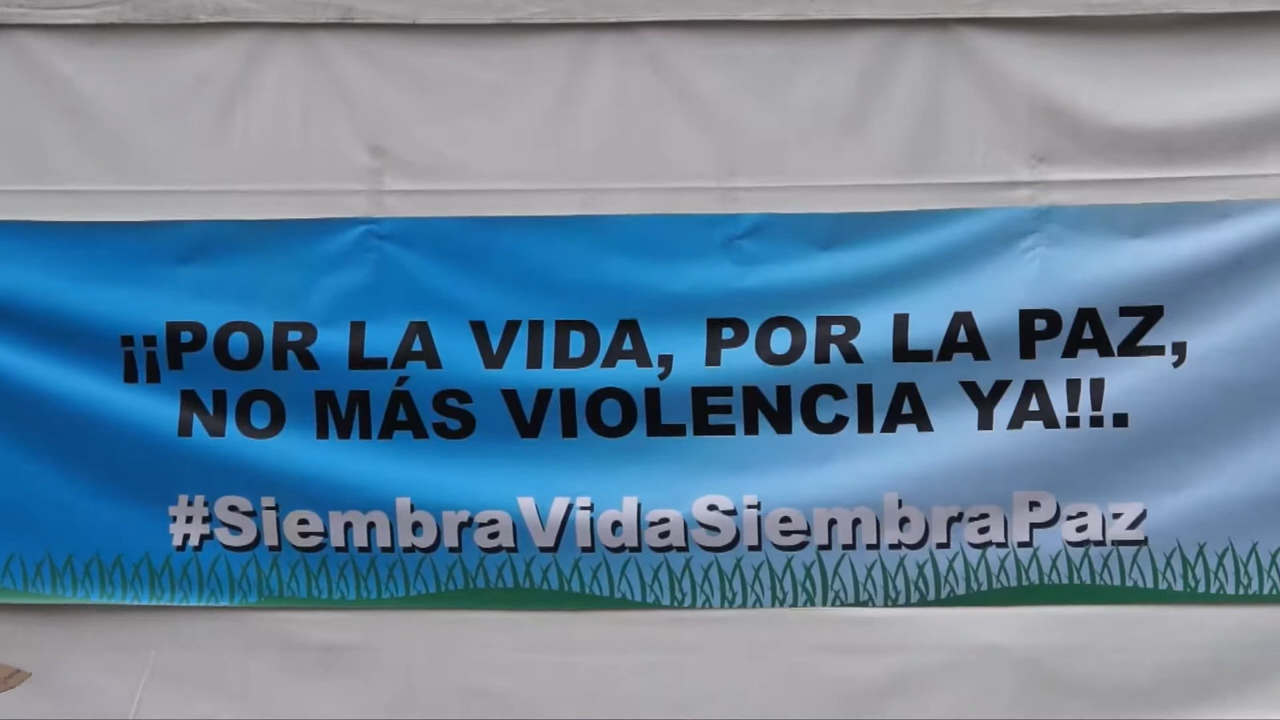 ¡¡POR LA VIDA, POR LA PAZ,
NO MÁS VIOLENCIA YA!!.
#SiembraVidaSiembraPaz